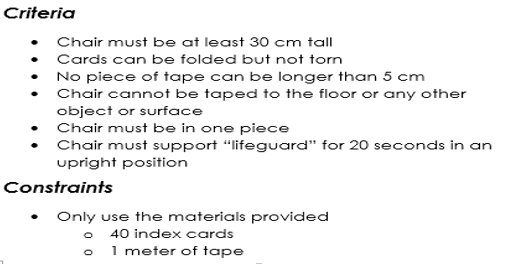 Criteria
• Chair must be at least 30 cm tall
• Cards can be folded but not torn
• No piece of tape can be longer than 5 cm
• Chair cannot be taped to the floor or any other
object or surface
• Chair must be in one piece
• Chair must support “lifeguard” for 20 seconds in an
upright position
Constraints
• Only use the materials provided
o 40 index cards
o 1 meter of tape